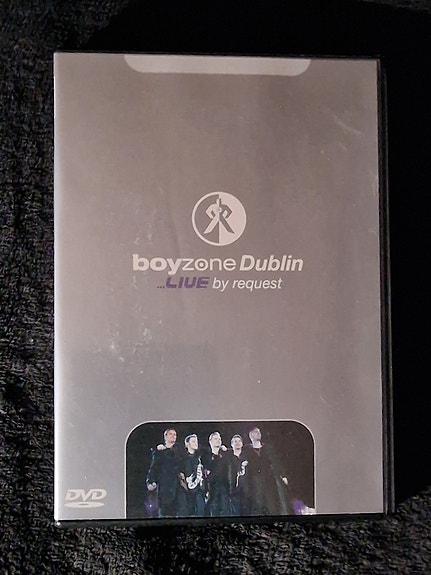 boyzone Dublin
...LIVE by request
DVD